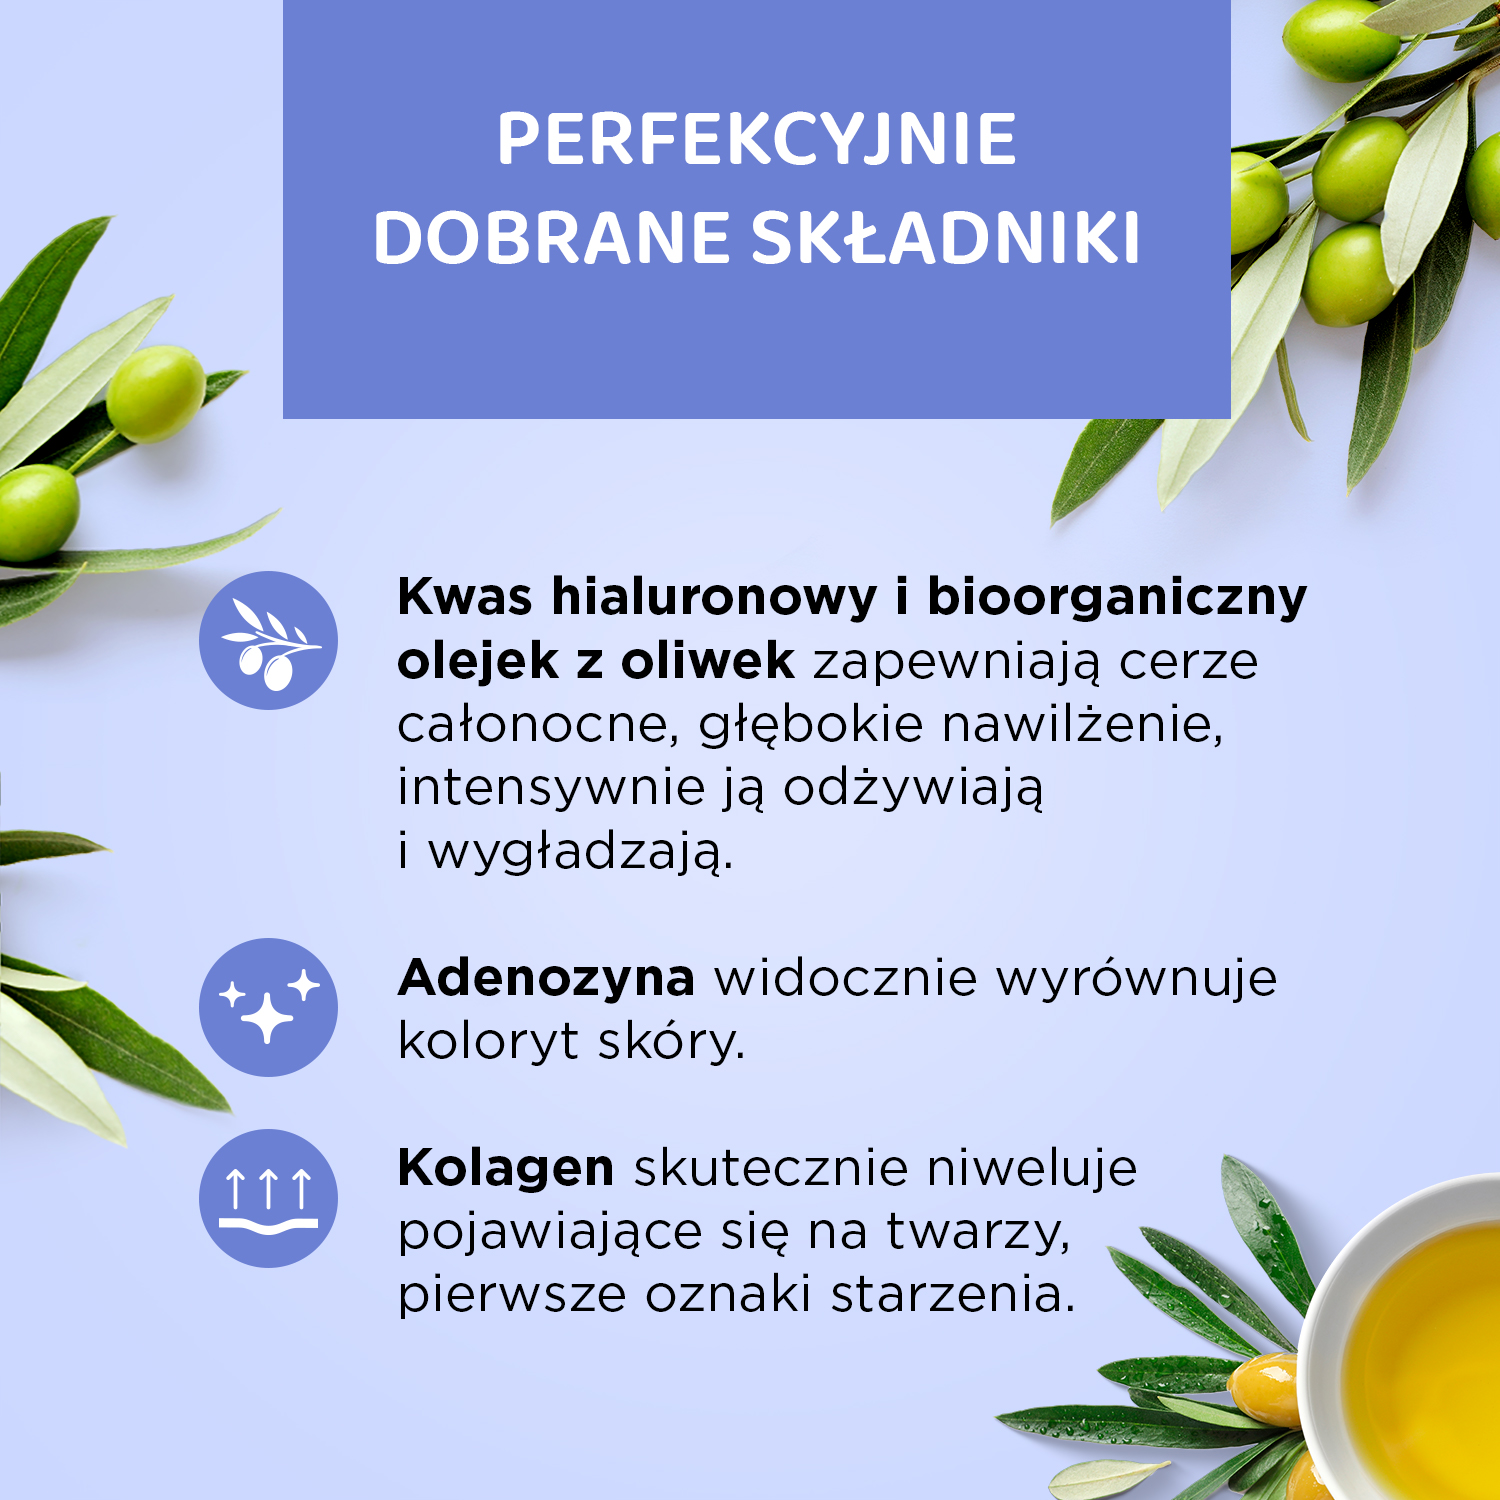 PERFEKCYJNIE
DOBRANE SKŁADNIKI
Kwas hialuronowy i bioorganiczny
olejek z oliwek zapewniają cerze
całonocne, głębokie nawilżenie,
intensywnie ją odżywiają
i wygładzają.
Adenozyna widocznie wyrównuje
koloryt skóry.
Kolagen skutecznie niweluje
pojawiające się na twarzy,
pierwsze oznaki starzenia.